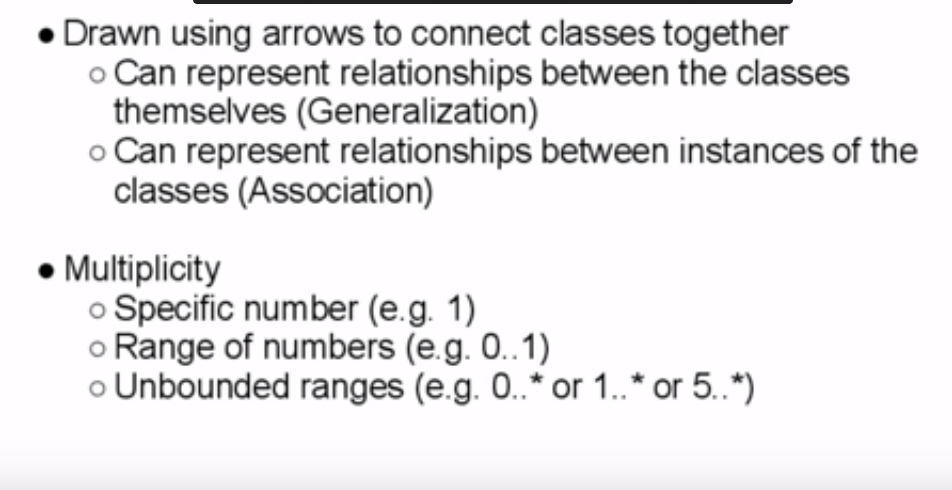 ● Drawn using arrows to connect classes together
○ Can represent relationships between the classes
themselves (Generalization)
○ Can represent relationships between instances of the
classes (Association)
● Multiplicity
○ Specific number (e.g. 1)
○ Range of numbers (e.g. 0..1)
○ Unbounded ranges (e.g. 0..* or 1..* or 5..*)